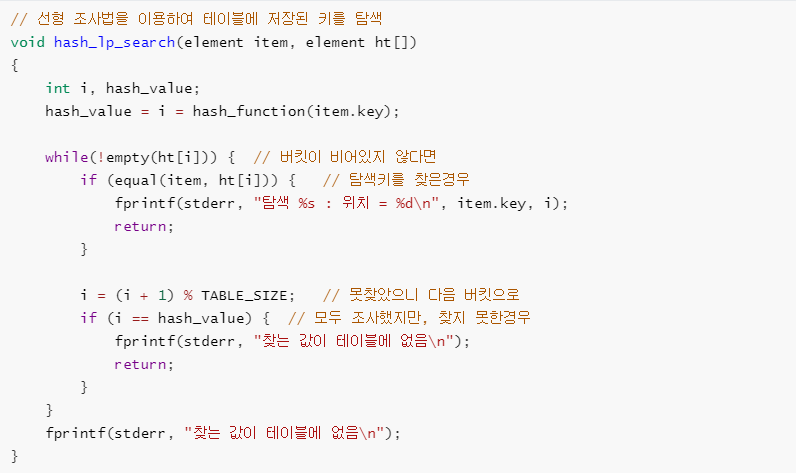 // 선형 조사법을 이용하여 테이블에 저장된 키를 탐색
void hash_lp_search(element item, element ht[])
{
    int i, hash_value;
    hash_value = i = hash_function(item.key);

    while(!empty(ht[i])) {  // 버킷이 비어있지 않다면
        if (equal(item, ht[i])) {   // 탐색키를 찾은경우
            fprintf(stderr, "탐색 %s : 위치 = %d\n", item.key, i);
            return;
        }

        i = (i + 1) % TABLE_SIZE;   // 못찾았으니 다음 버킷으로
        if (i == hash_value) {  // 모두 조사했지만, 찾지 못한경우
            fprintf(stderr, "찾는 값이 테이블에 없음\n");
            return;
        }
    }
    fprintf(stderr, "찾는 값이 테이블에 없음\n");
}